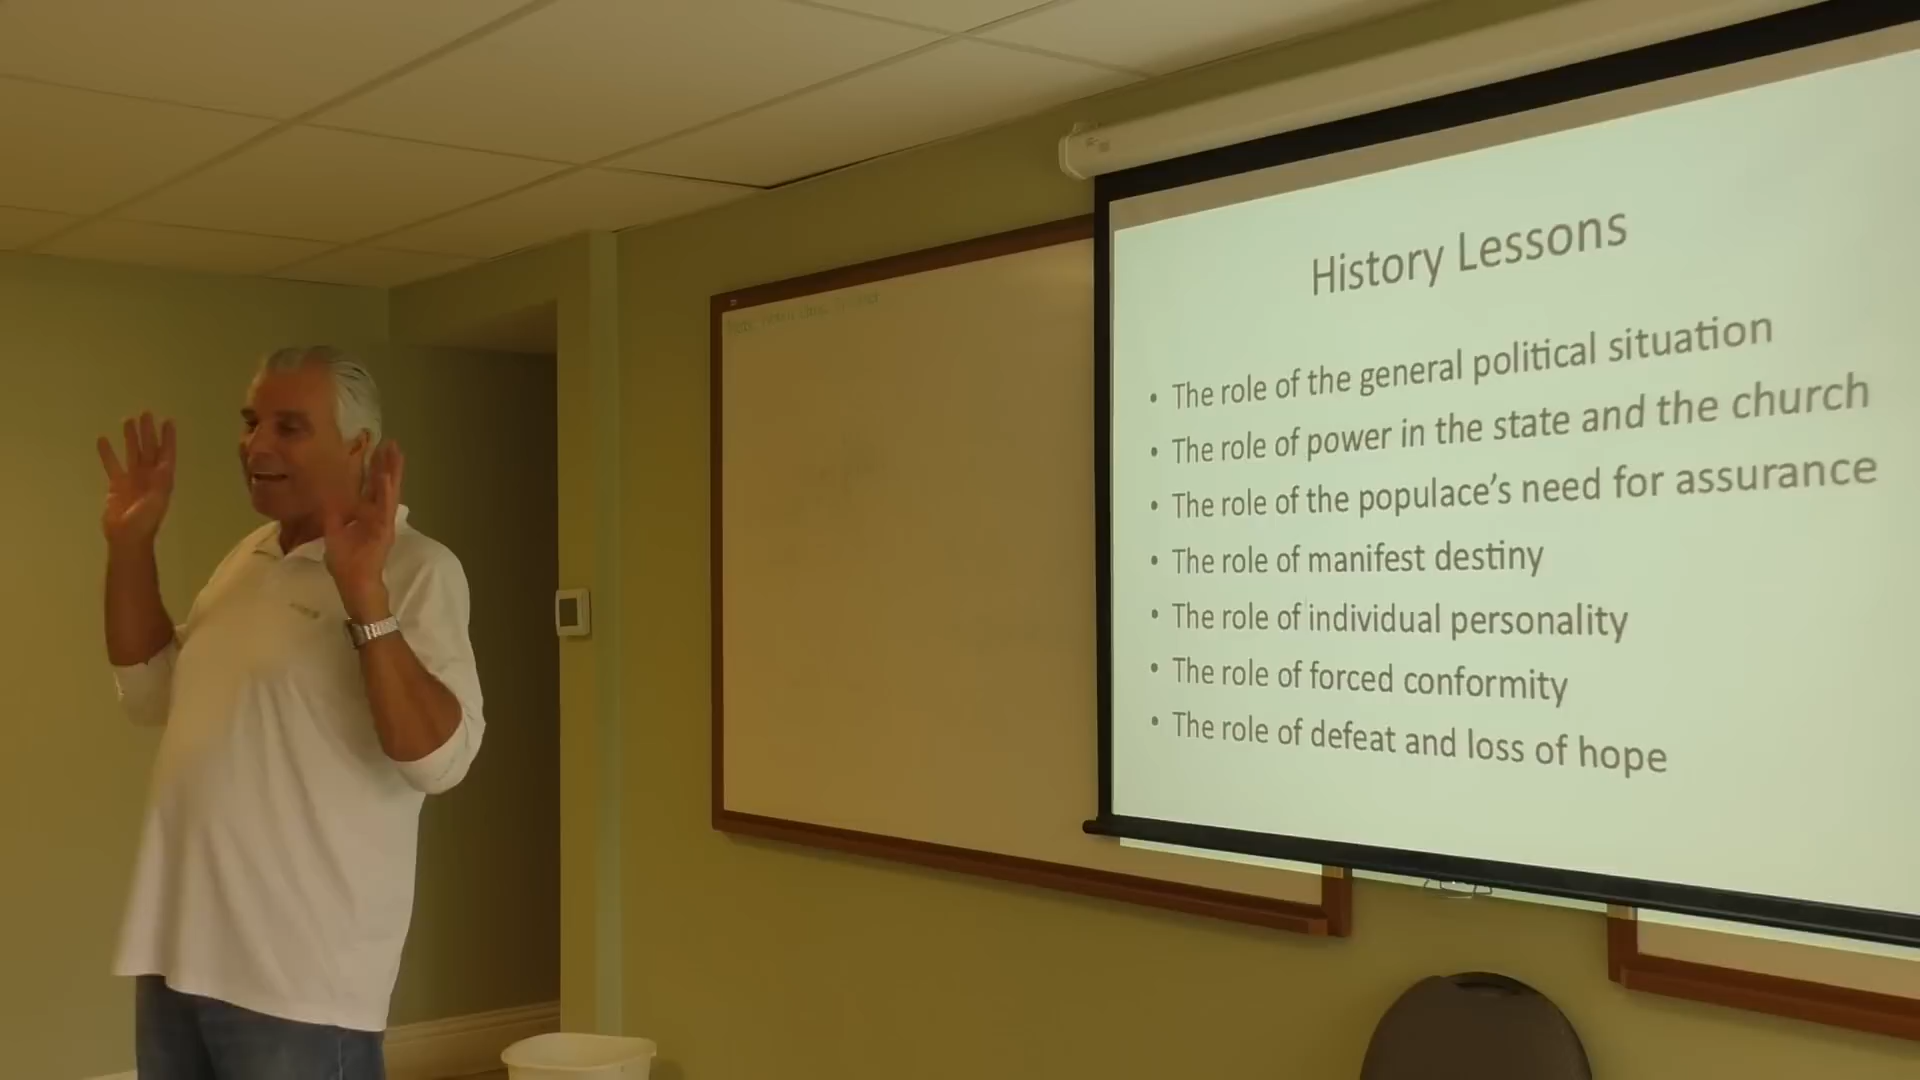 History Lessons
• The role of the general political situation
• The role of power in the state and the church
• The role of the populace’s need for assurance
• The role of manifest destiny
• The role of individual personality
• The role of forced conformity
• The role of defeat and loss of hope